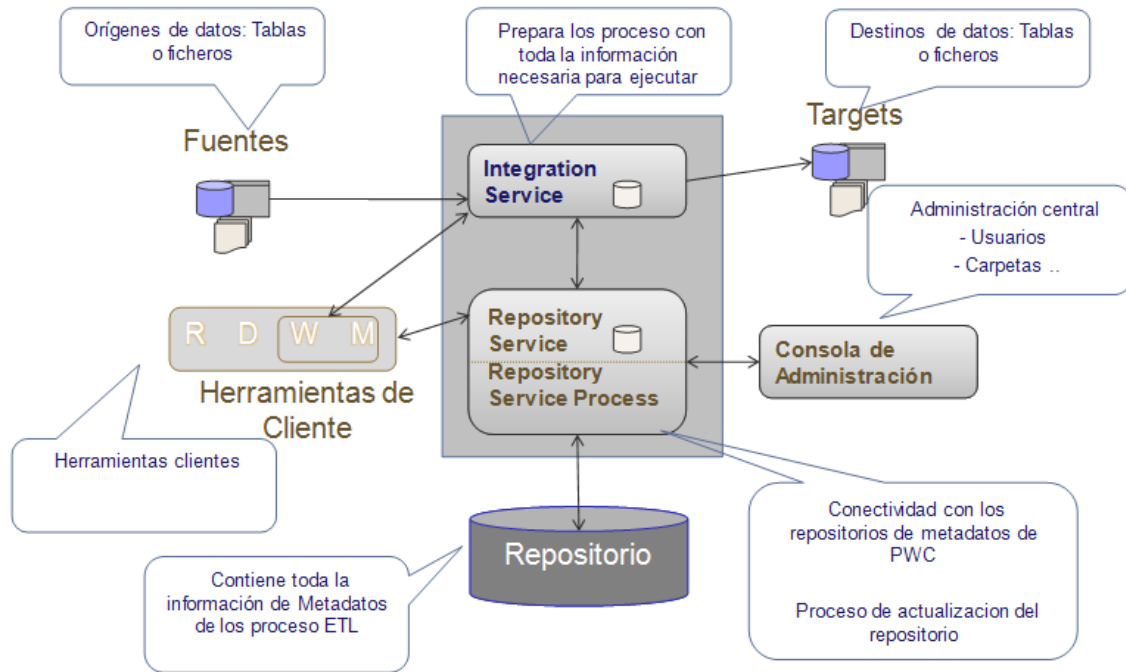 Orígenes de datos: Tablas
o ficheros
Prepara los proceso con
toda la información
necesaria para ejecutar
Destinos de datos: Tablas
o ficheros
Fuentes
Targets
Integration
Service
Administración central
- Usuarios
- Carpetas ..
R D W M
Herramientas de
Cliente
Repository
Service
Repository
Service Process
Consola de
Administración
Herramientas clientes
Repositorio
Contiene toda la
información de Metadatos
de los proceso ETL
Conectividad con los
repositorios de metadatos de
PWC
Proceso de actualizacion del
repositorio